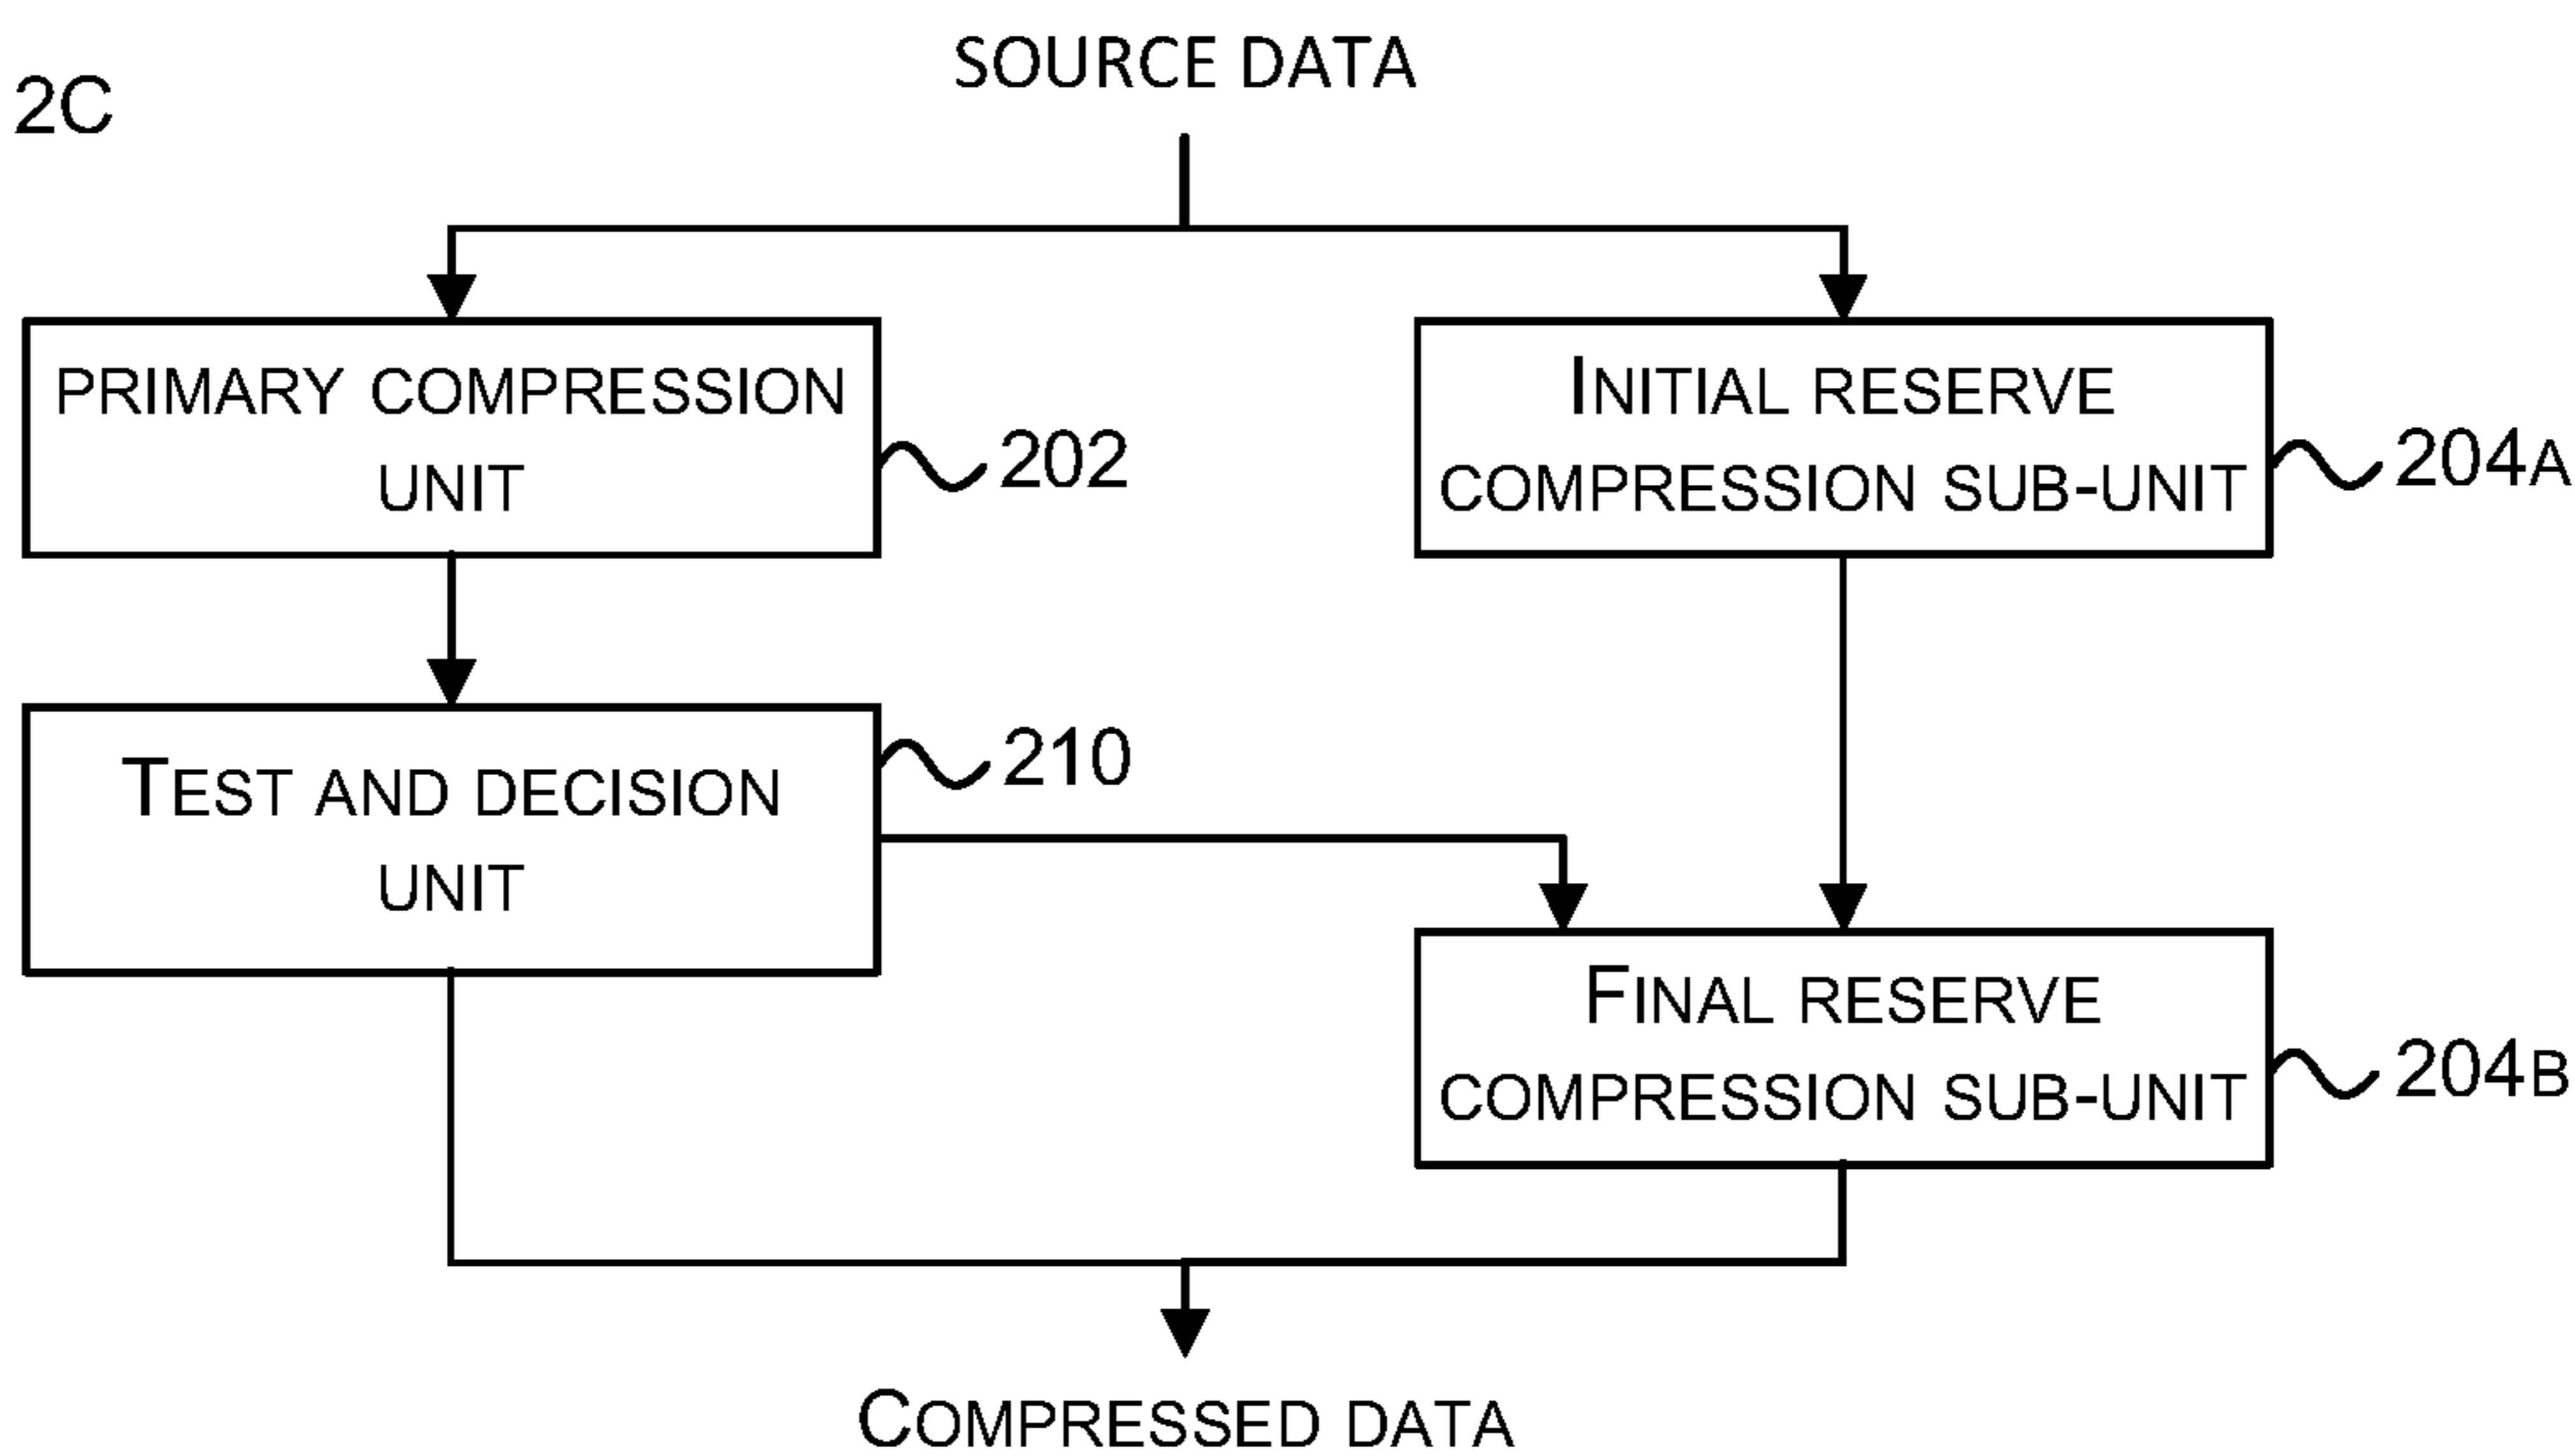 2C
SOURCE DATA
PRIMARY COMPRESSION
UNIT
202
INITIAL RESERVE
COMPRESSION SUB-UNIT
204A
TEST AND DECISION
UNIT
210
FINAL RESERVE
COMPRESSION SUB-UNIT
204B
COMPRESSED DATA